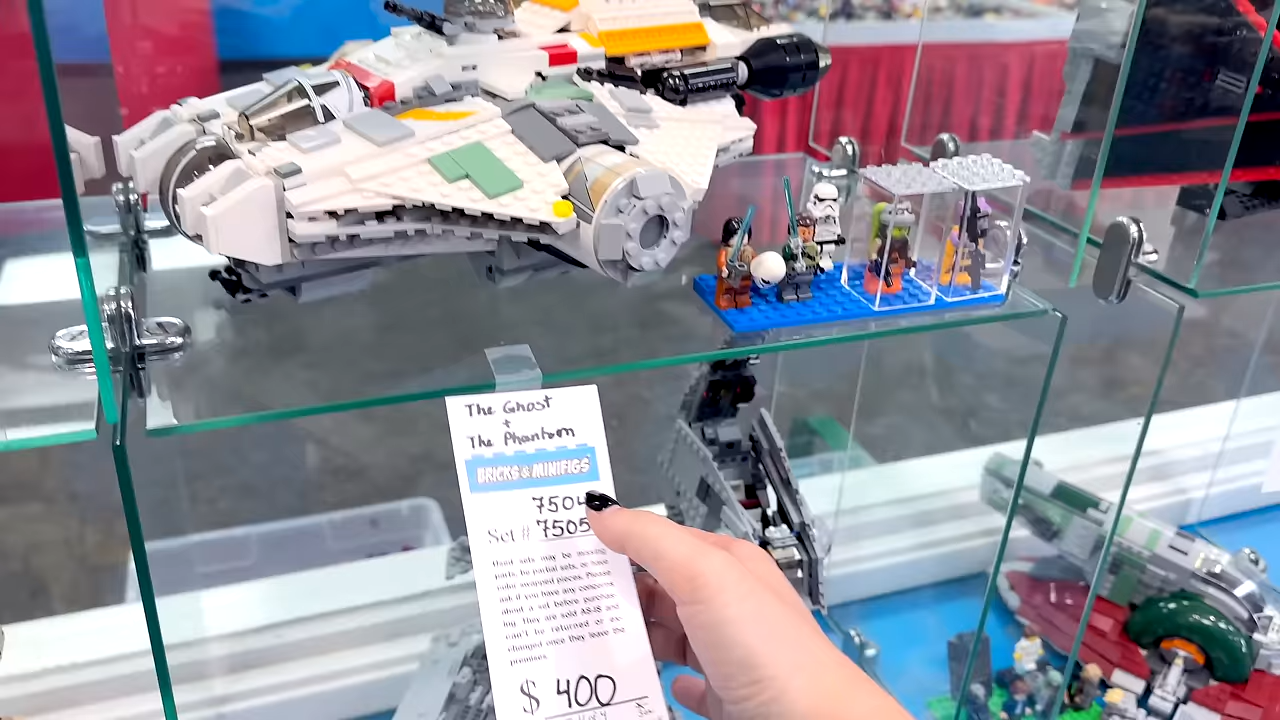 The Ghost
+
The Phantom
BRICKS & MINIFIGS
7504
Set # 7505
Used sets may be missing
parts, be partial sets, or have
color swapped pieces. Please
ask if you have any concerns
about a set before purchas-
ing. They are sold AS-IS and
can't be returned or ex-
changed once they leave the
premises.
$ 400